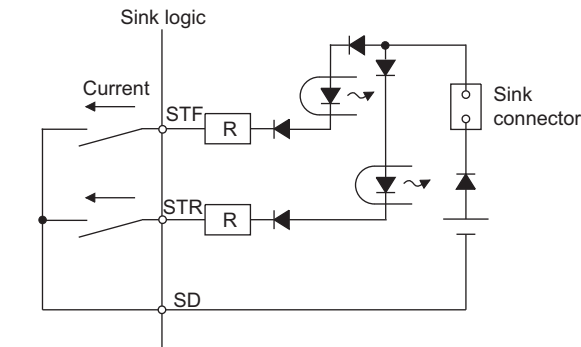 Sink logic
Current
STF
R
Sink
connector
STR
R
SD